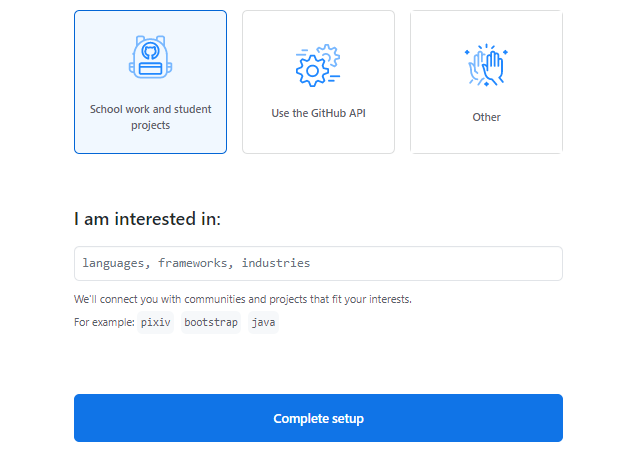 School work and student
projects
Use the GitHub API
Other
I am interested in:
languages, frameworks, industries
We'll connect you with communities and projects that fit your interests.
For example: pixiv bootstrap java
Complete setup